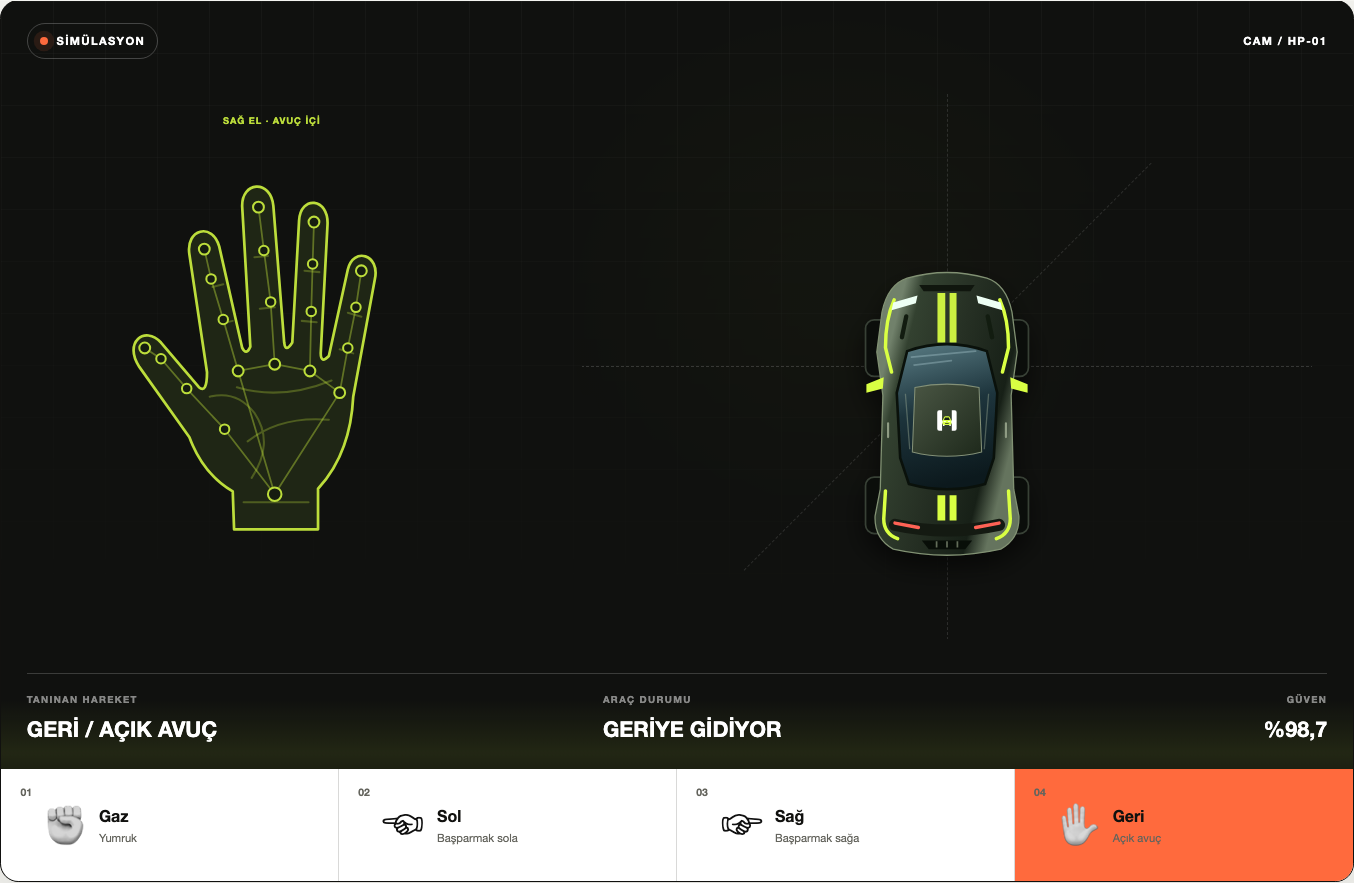 SİMÜLASYON
CAM / HP-01
SAĞ EL · AVUÇ İÇİ
H
TANINAN HAREKET
GERİ / AÇIK AVUÇ
ARAÇ DURUMU
GERİYE GİDİYOR
GÜVEN
%98,7
01
Gaz
Yumruk
02
Sol
Başparmak sola
03
Sağ
Başparmak sağa
04
Geri
Açık avuç